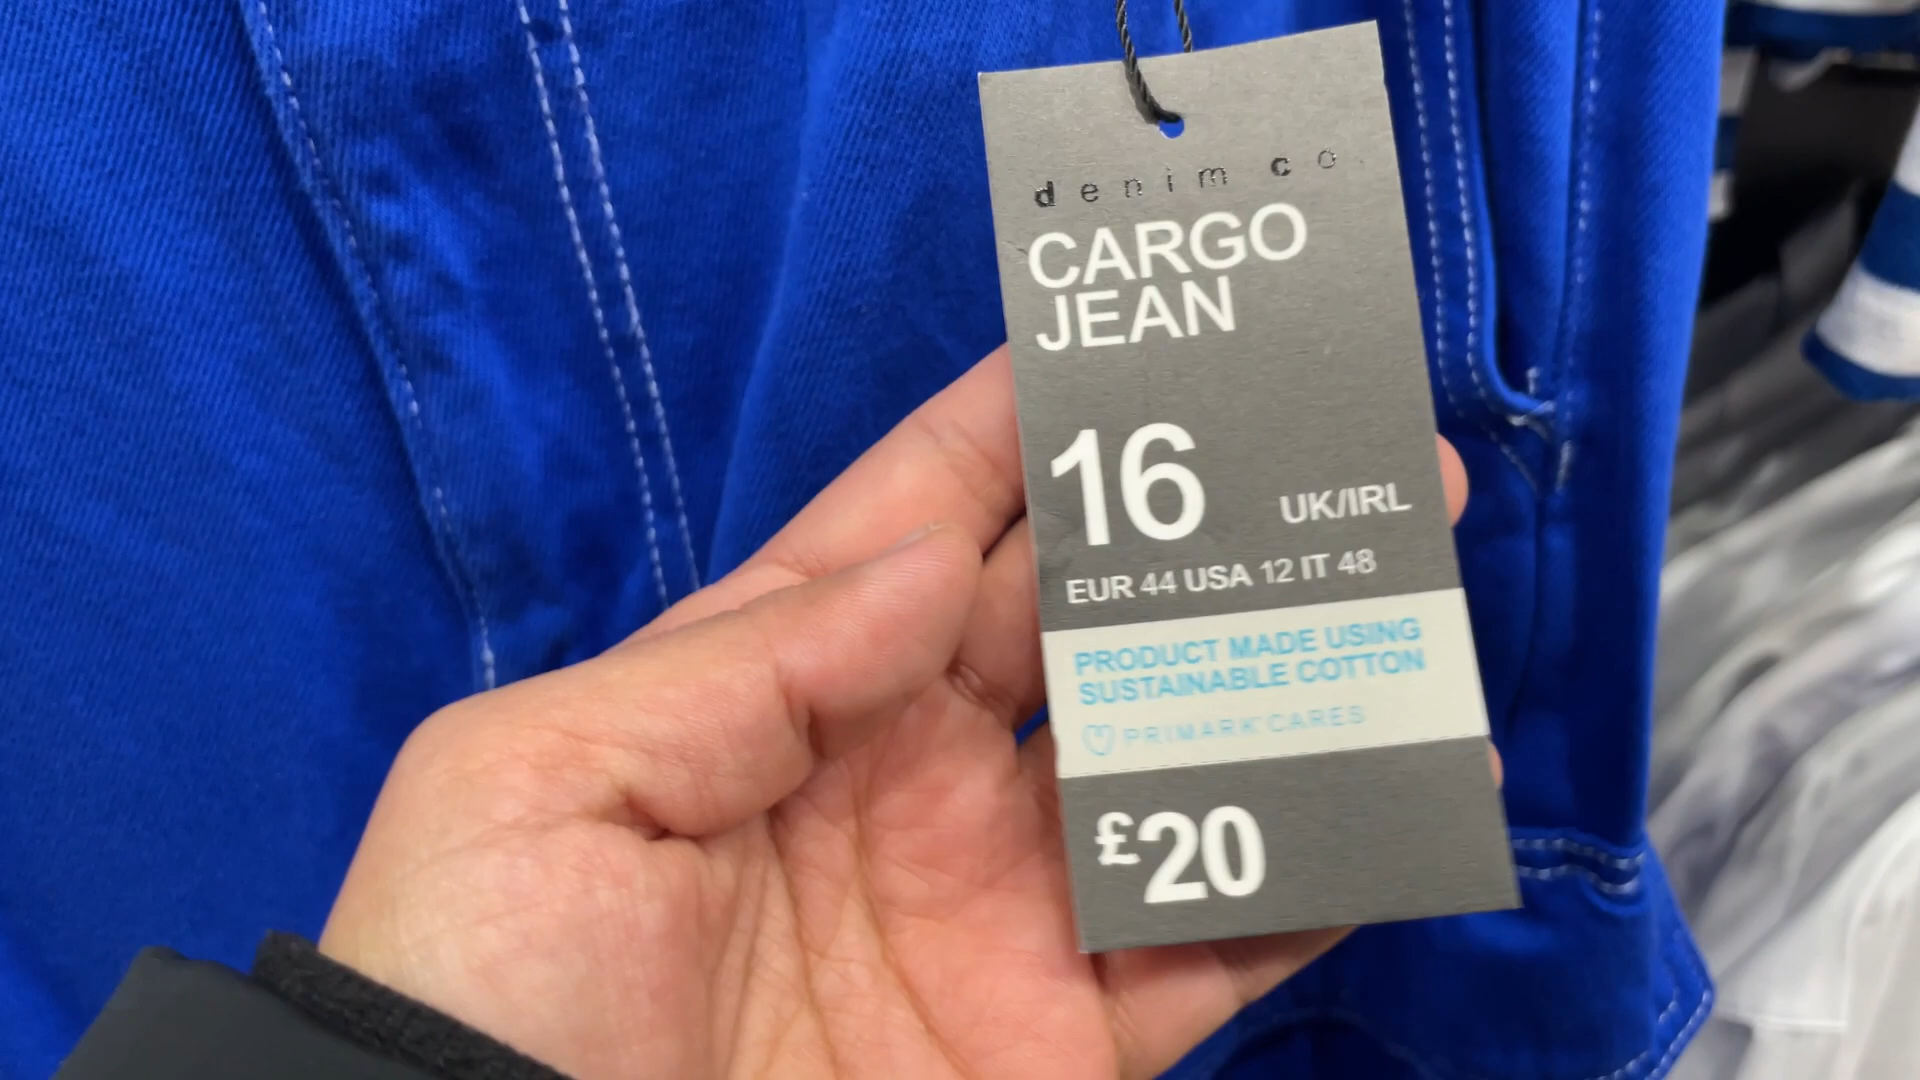 denim co.
CARGO
JEAN
16 UK/IRL
EUR 44 USA 12 IT 48
PRODUCT MADE USING
SUSTAINABLE COTTON
PRIMARK CARES
£20